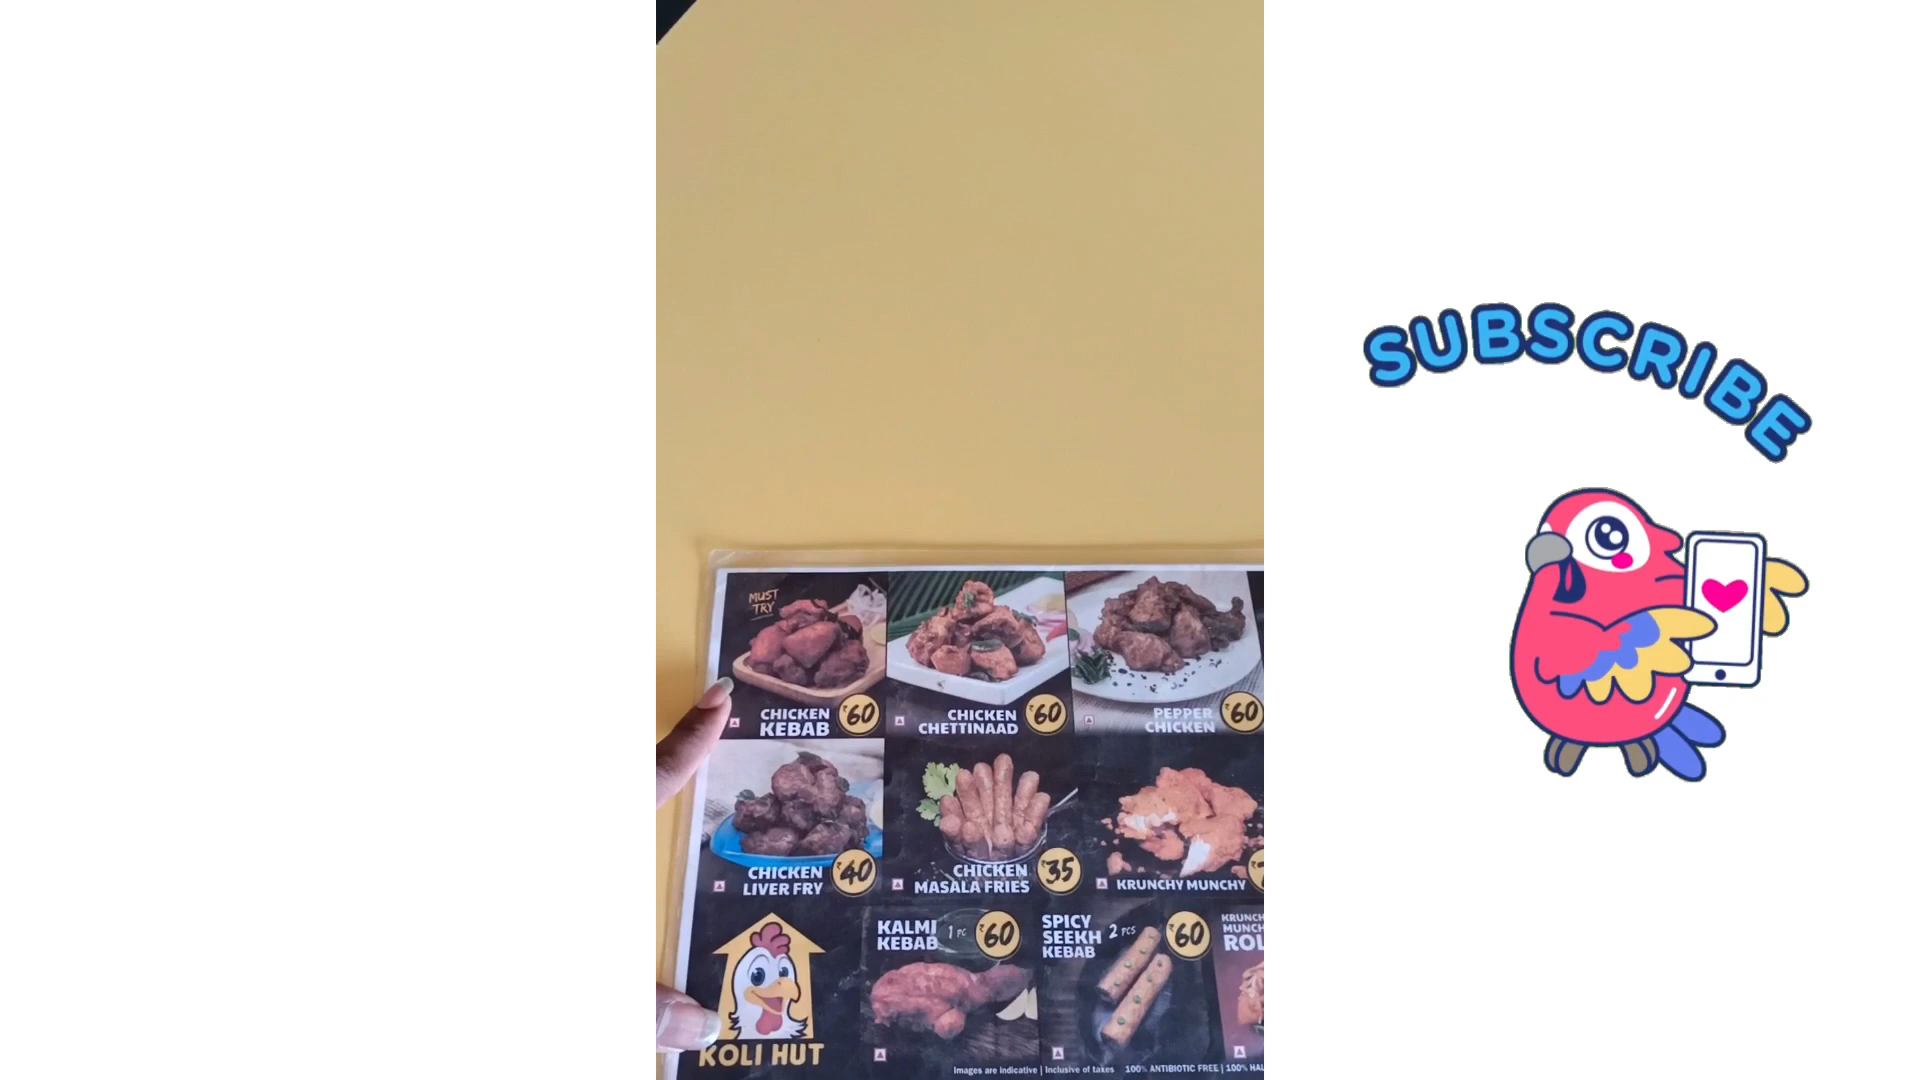 SUBSCRIBE
MUST
TRY
CHICKEN
KEBAB
₹60
CHICKEN
CHETTINAAD
₹60
PEPPER
CHICKEN
₹60
CHICKEN
LIVER FRY
₹40
CHICKEN
MASALA FRIES
₹35
KRUNCHY MUNCHY
KOLI HUT
KALMI
KEBAB
1 PC
₹60
SPICY
SEEKH
KEBAB
2 PCS
₹60
Images are indicative | Inclusive of taxes 100% ANTIBIOTIC FREE | 100%